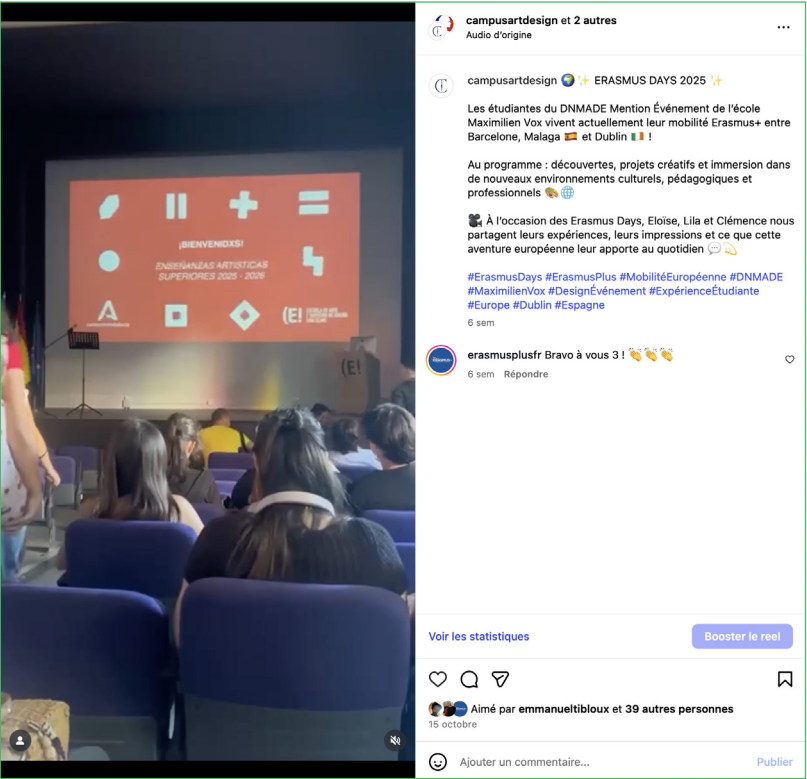 ¡BIENVENIDXS!
ENSEÑANZAS ARTÍSTICAS
SUPERIORES 2025 - 2026
(E!
(E!
campusartdesign et 2 autres
Audio d'origine
campusartdesign 🌍✨ ERASMUS DAYS 2025 ✨
Les étudiantes du DNMADE Mention Événement de l'école
Maximilien Vox vivent actuellement leur mobilité Erasmus+ entre
Barcelone, Malaga 🇪🇸 et Dublin 🇮🇪 !
Au programme : découvertes, projets créatifs et immersion dans
de nouveaux environnements culturels, pédagogiques et
professionnels 🎨🌐
🎥 À l'occasion des Erasmus Days, Eloïse, Lila et Clémence nous
partagent leurs expériences, leurs impressions et ce que cette
aventure européenne leur apporte au quotidien 💬💫
#ErasmusDays #ErasmusPlus #MobilitéEuropéenne #DNMADE
#MaximilienVox #DesignÉvénement #ExpérienceÉtudiante
#Europe #Dublin #Espagne
6 sem
erasmusplusfr Bravo à vous 3 ! 👏👏👏
6 sem Répondre
Voir les statistiques
Booster le reel
Aimé par emmanueltibloux et 39 autres personnes
15 octobre
Ajouter un commentaire...
Publier